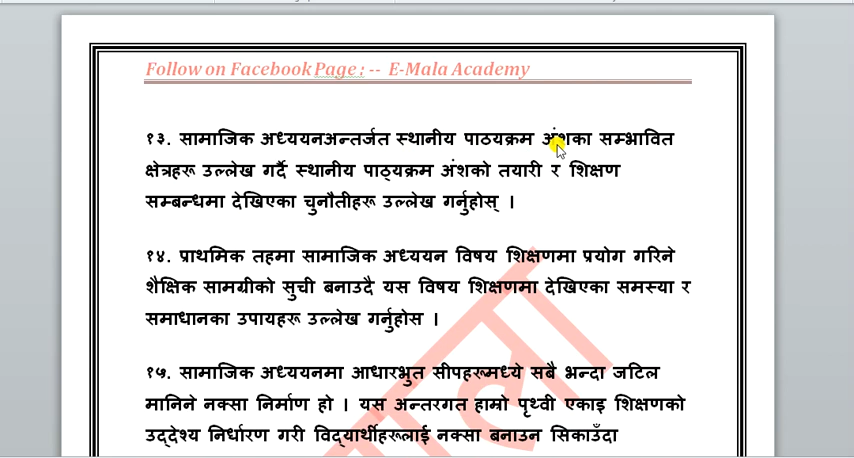 Follow on Facebook Page : -- E-Mala Academy
१३. सामाजिक अध्ययनअन्तर्जत स्थानीय पाठयक्रम अंशका सम्भावित
क्षेत्रहरू उल्लेख गर्दै स्थानीय पाठ्यक्रम अंशको तयारी र शिक्षण
सम्बन्धमा देखिएका चुनौतीहरू उल्लेख गर्नुहोस् ।
१४. प्राथमिक तहमा सामाजिक अध्ययन विषय शिक्षणमा प्रयोग गरिने
शैक्षिक सामग्रीको सुची बनाउदै यस विषय शिक्षणमा देखिएका समस्या र
समाधानका उपायहरू उल्लेख गर्नुहोस ।
१५. सामाजिक अध्ययनमा आधारभुत सीपहरूमध्ये सबै भन्दा जटिल
मानिने नक्सा निर्माण हो । यस अन्तरगत हाम्रो पृथ्वी एकाइ शिक्षणको
उद्देश्य निर्धारण गरी विद्यार्थीहरूलाई नक्सा बनाउन सिकाउँदा